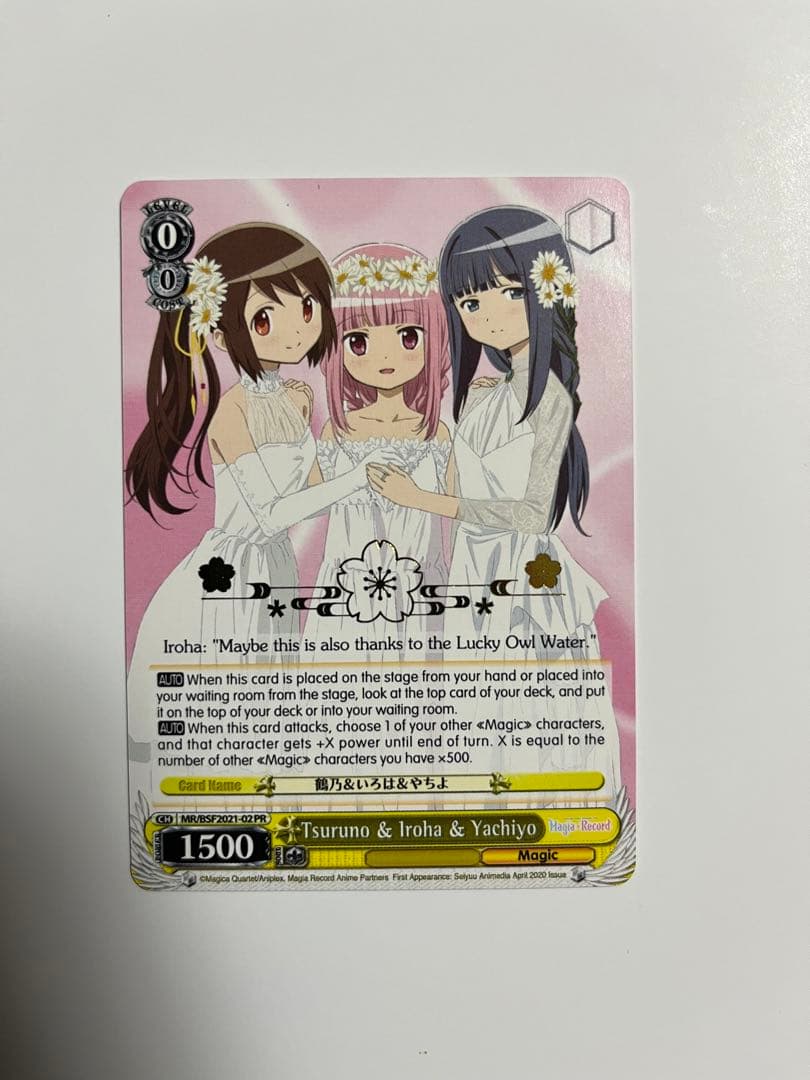 LEVEL
0
0
COST
Iroha: "Maybe this is also thanks to the Lucky Owl Water."
AUTO When this card is placed on the stage from your hand or placed into
your waiting room from the stage, look at the top card of your deck, and put
it on the top of your deck or into your waiting room.
AUTO When this card attacks, choose 1 of your other «Magic» characters,
and that character gets +X power until end of turn. X is equal to the
number of other «Magic» characters you have ×500.
Card Name 鶴乃&いろは&やちよ
CH MR/BSF2021-02 PR
Tsuruno & Iroha & Yachiyo
Magia Record
POWER 1500 SOUL
Magic
©Magica Quartet/Aniplex, Magia Record Anime Partners First Appearance: Seiyuu Animedia April 2020 Issue